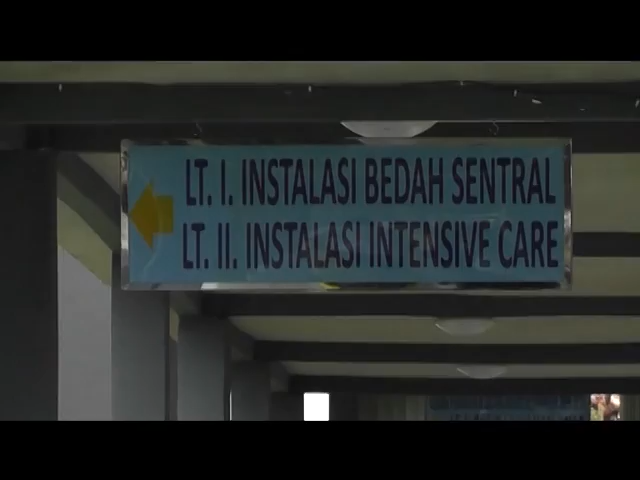 LT. I. INSTALASI BEDAH SENTRAL
LT. II. INSTALASI INTENSIVE CARE